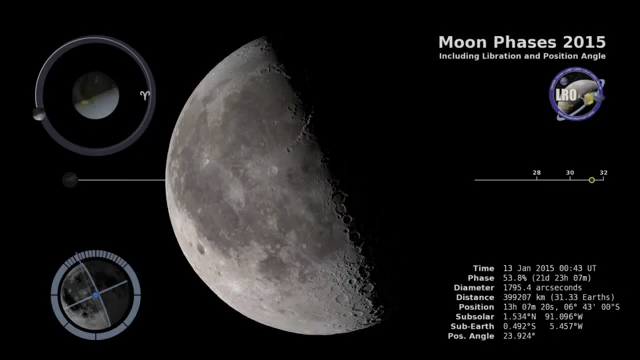 Moon Phases 2015
Including Libration and Position Angle
LRO
♈
28 30 32
Time 13 Jan 2015 00:43 UT
Phase 53.8% (21d 23h 07m)
Diameter 1795.4 arcseconds
Distance 399207 km (31.33 Earths)
Position 13h 07m 20s, 06° 43' 00"S
Subsolar 1.534°N 91.096°W
Sub-Earth 0.492°S 5.457°W
Pos. Angle 23.924°